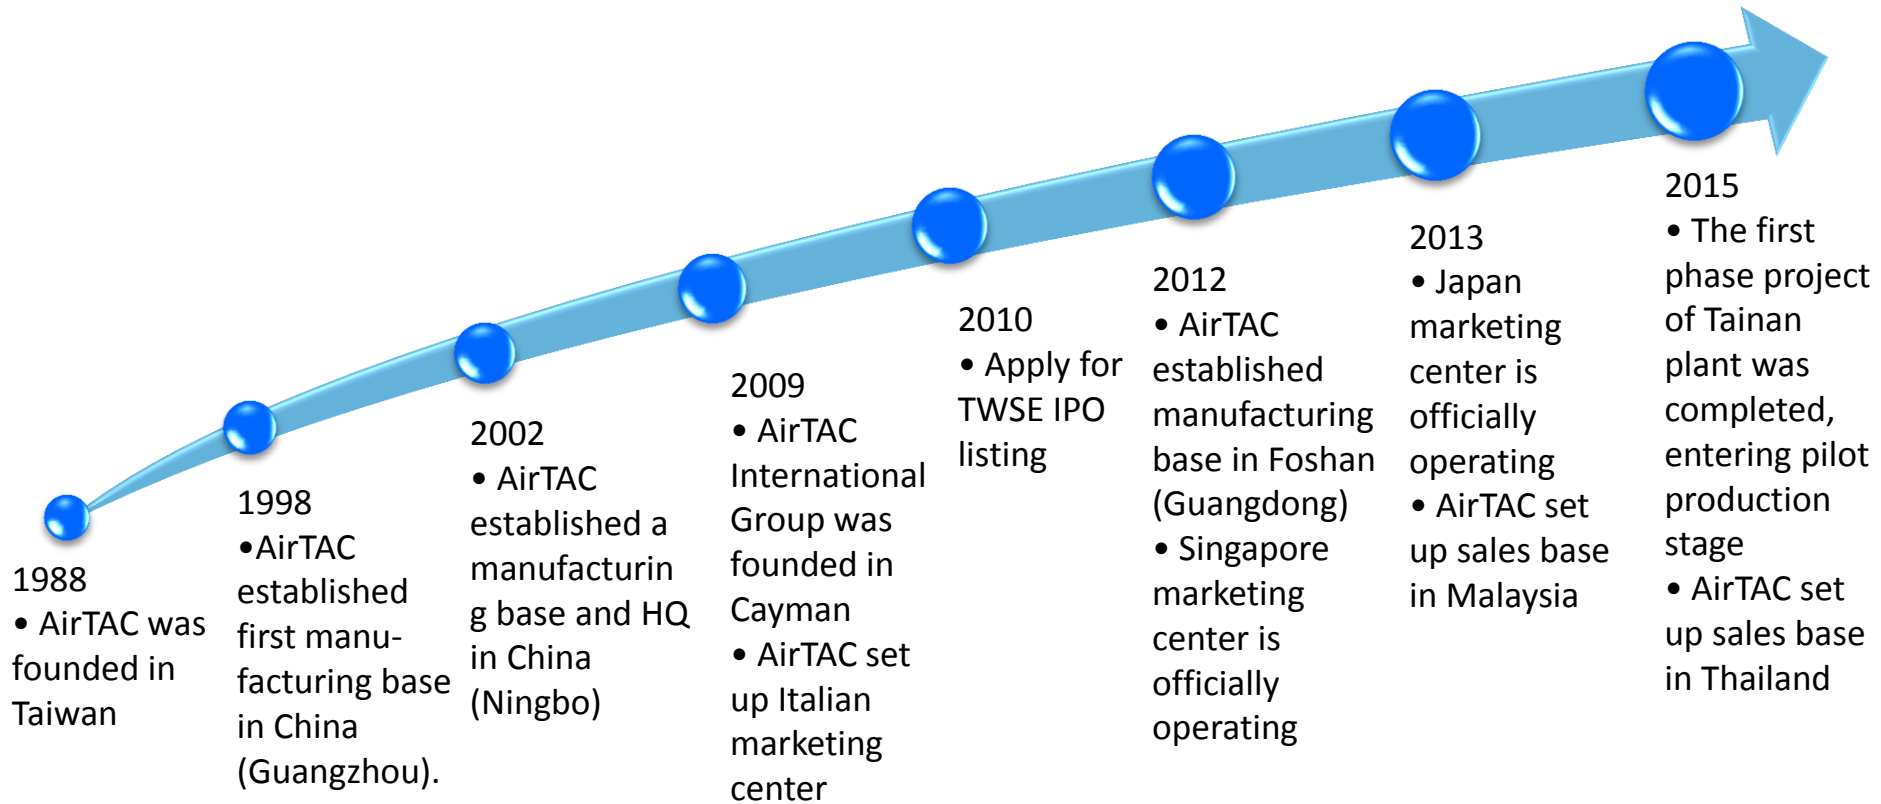 1988
• AirTAC was
founded in
Taiwan
1998
•AirTAC
established
first manu-
facturing base
in China
(Guangzhou).
2002
• AirTAC
established a
manufacturin
g base and HQ
in China
(Ningbo)
2009
• AirTAC
International
Group was
founded in
Cayman
• AirTAC set
up Italian
marketing
center
2010
• Apply for
TWSE IPO
listing
2012
• AirTAC
established
manufacturing
base in Foshan
(Guangdong)
• Singapore
marketing
center is
officially
operating
2013
• Japan
marketing
center is
officially
operating
• AirTAC set
up sales base
in Malaysia
2015
• The first
phase project
of Tainan
plant was
completed,
entering pilot
production
stage
• AirTAC set
up sales base
in Thailand